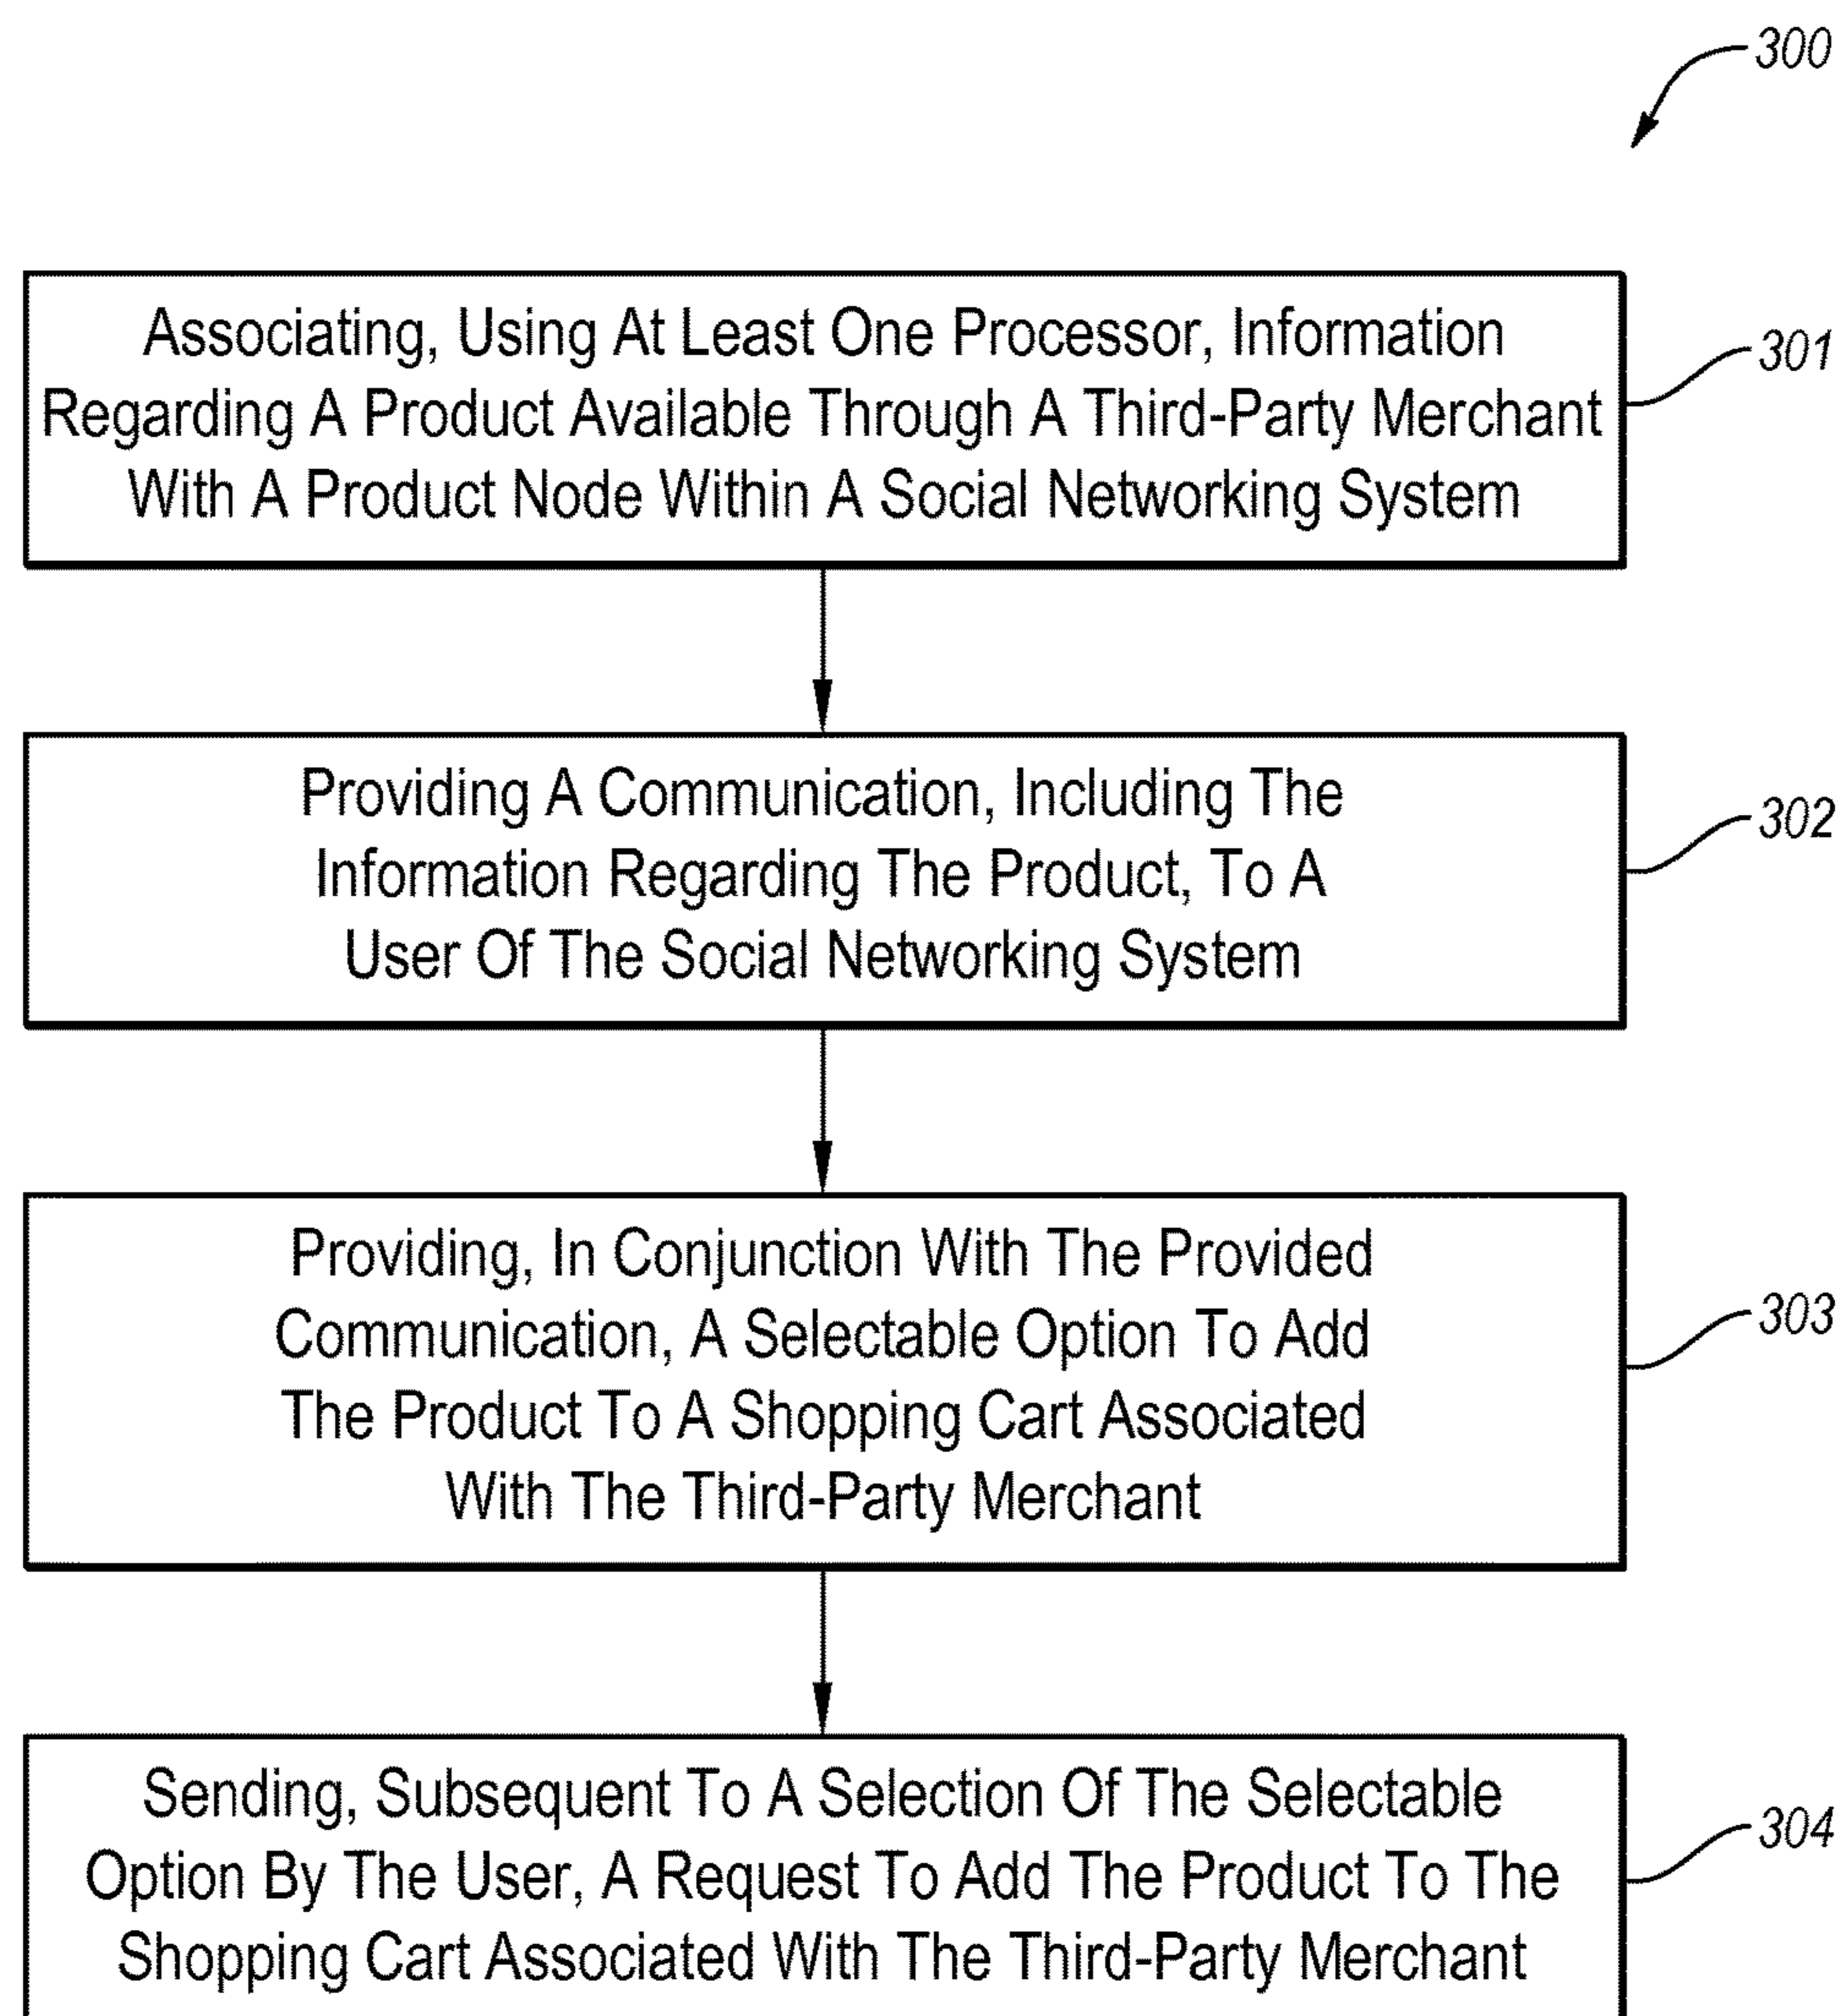 300
Associating, Using At Least One Processor, Information
Regarding A Product Available Through A Third-Party Merchant
With A Product Node Within A Social Networking System
301
Providing A Communication, Including The
Information Regarding The Product, To A
User Of The Social Networking System
302
Providing, In Conjunction With The Provided
Communication, A Selectable Option To Add
The Product To A Shopping Cart Associated
With The Third-Party Merchant
303
Sending, Subsequent To A Selection Of The Selectable
Option By The User, A Request To Add The Product To The
Shopping Cart Associated With The Third-Party Merchant
304